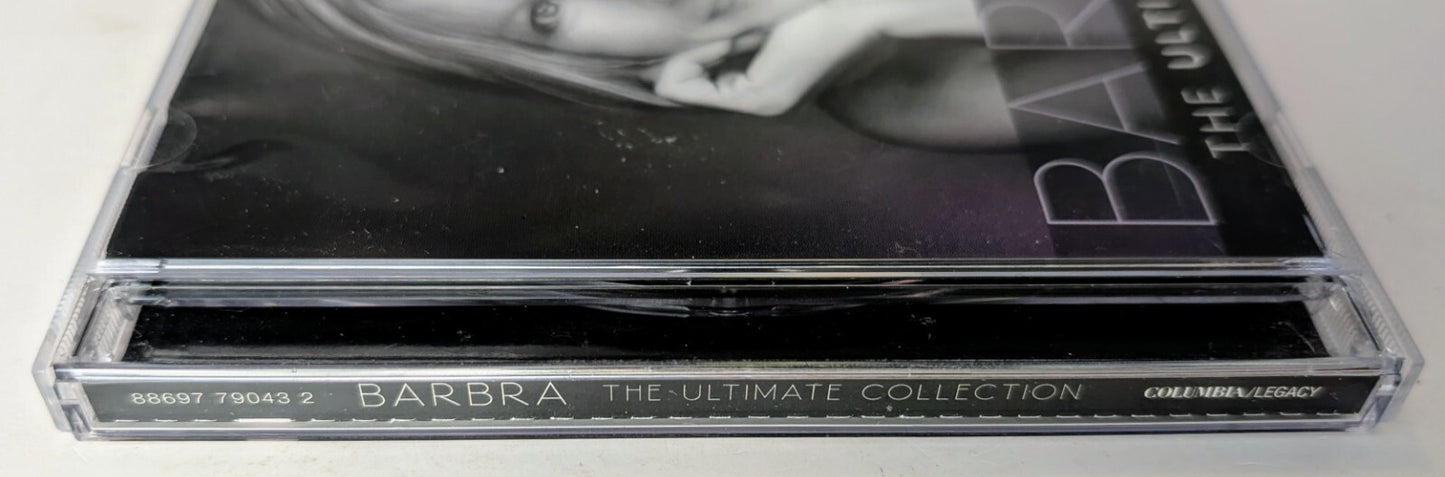 BAR
THE ULTI
88697 79043 2 BARBRA THE ULTIMATE COLLECTION COLUMBIA/LEGACY